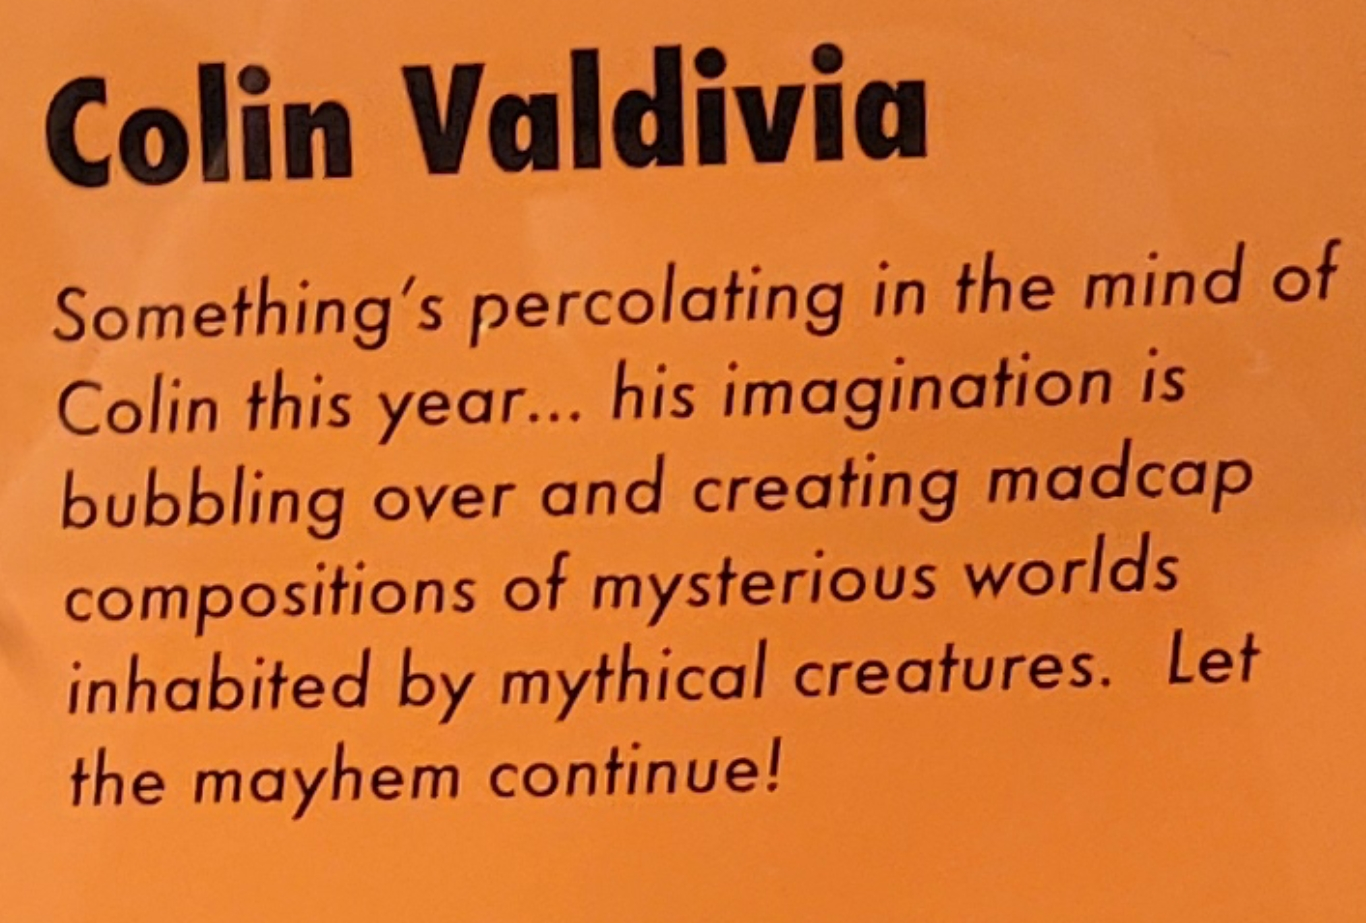 Colin Valdivia
Something's percolating in the mind of
Colin this year... his imagination is
bubbling over and creating madcap
compositions of mysterious worlds
inhabited by mythical creatures.  Let
the mayhem continue!